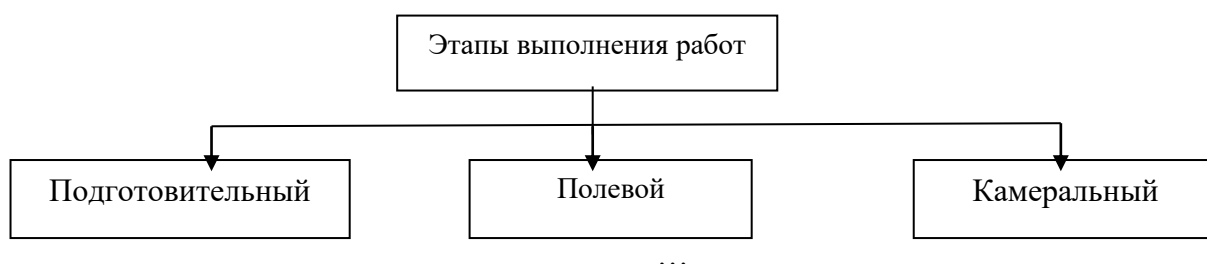 Этапы выполнения работ
Подготовительный
Полевой
Камеральный
…